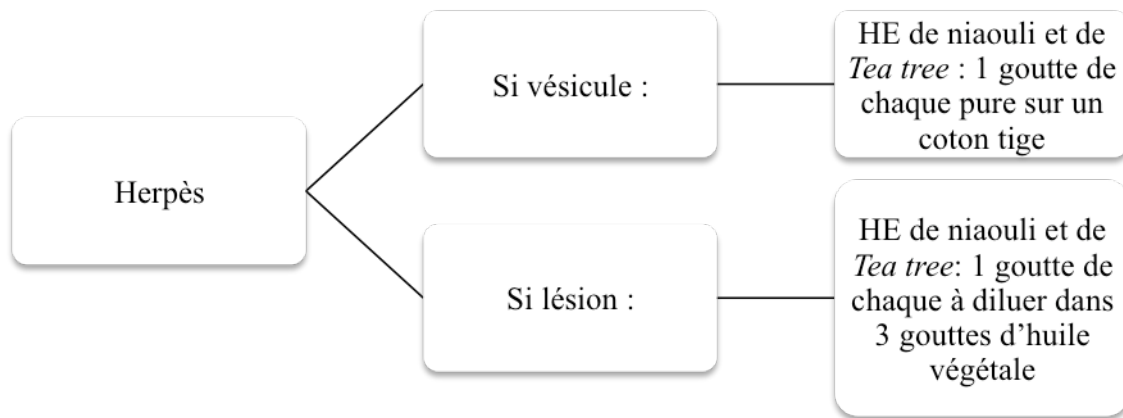 Herpès
Si vésicule :
HE de niaouli et de
Tea tree : 1 goutte de
chaque pure sur un
coton tige
Si lésion :
HE de niaouli et de
Tea tree: 1 goutte de
chaque à diluer dans
3 gouttes d’huile
végétale